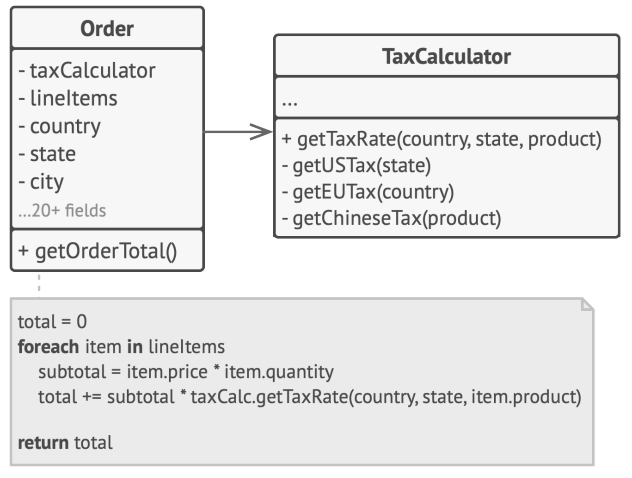 Order
- taxCalculator
- lineItems
- country
- state
- city
...20+ fields
+ getOrderTotal()
TaxCalculator
...
+ getTaxRate(country, state, product)
- getUSTax(state)
- getEUTax(country)
- getChineseTax(product)
total = 0
foreach item in lineItems
subtotal = item.price * item.quantity
total += subtotal * taxCalc.getTaxRate(country, state, item.product)
return total